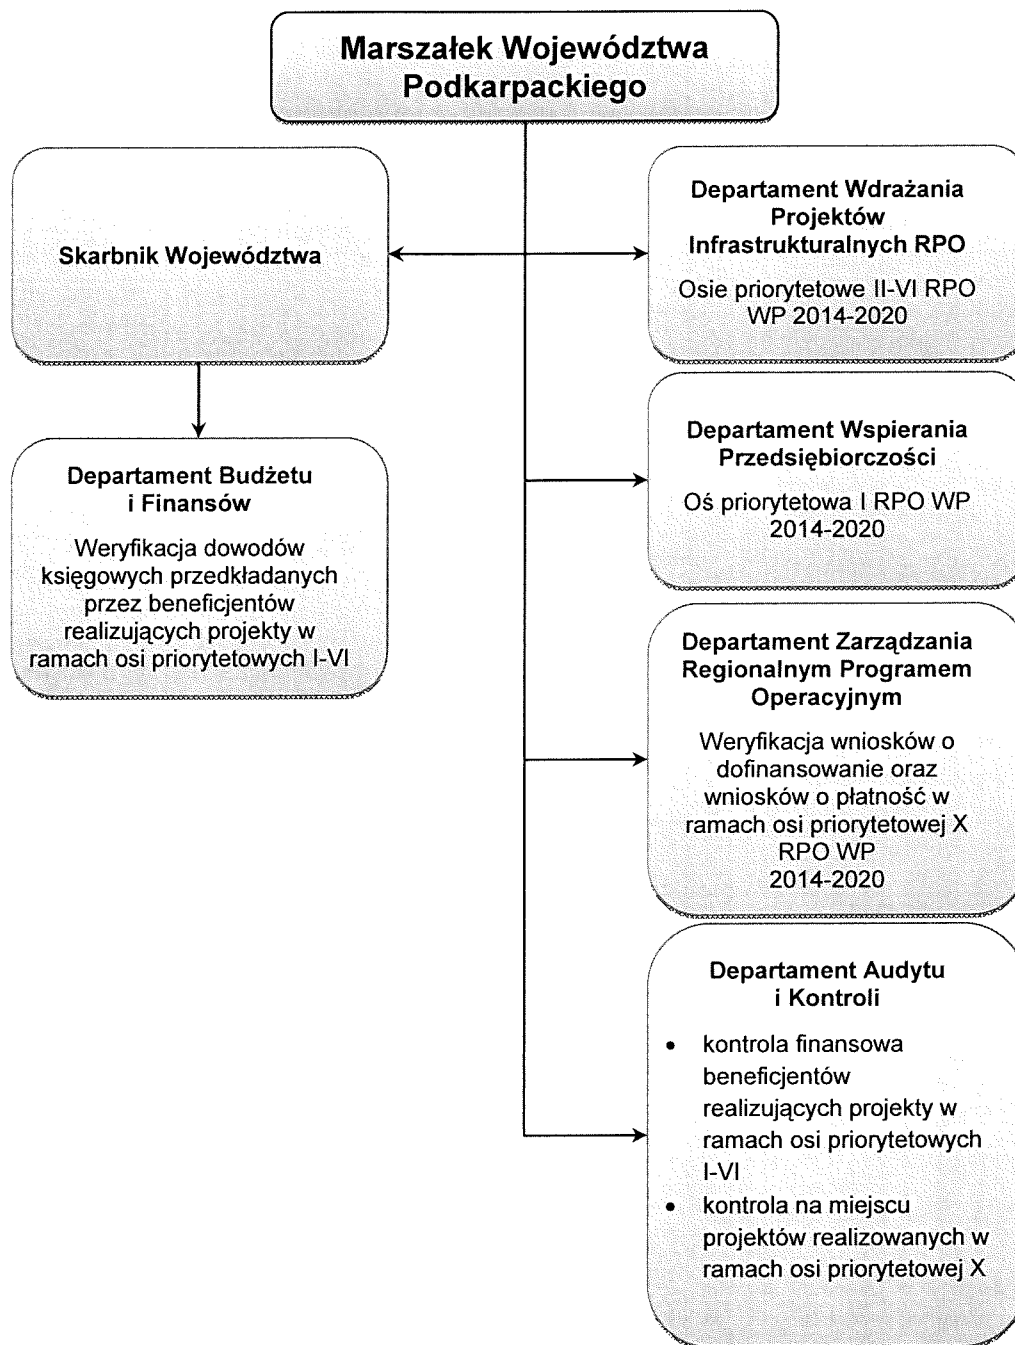 Marszałek Województwa
Podkarpackiego
Skarbnik Województwa
Departament Budżetu
i Finansów
Weryfikacja dowodów
księgowych przedkładanych
przez beneficjentów
realizujących projekty w
ramach osi priorytetowych I-VI
Departament Wdrażania
Projektów
Infrastrukturalnych RPO
Osie priorytetowe II-VI RPO
WP 2014-2020
Departament Wspierania
Przedsiębiorczości
Oś priorytetowa I RPO WP
2014-2020
Departament Zarządzania
Regionalnym Programem
Operacyjnym
Weryfikacja wniosków o
dofinansowanie oraz
wniosków o płatność w
ramach osi priorytetowej X
RPO WP
2014-2020
Departament Audytu
i Kontroli
• kontrola finansowa
beneficjentów
realizujących projekty w
ramach osi priorytetowych
I-VI
• kontrola na miejscu
projektów realizowanych w
ramach osi priorytetowej X